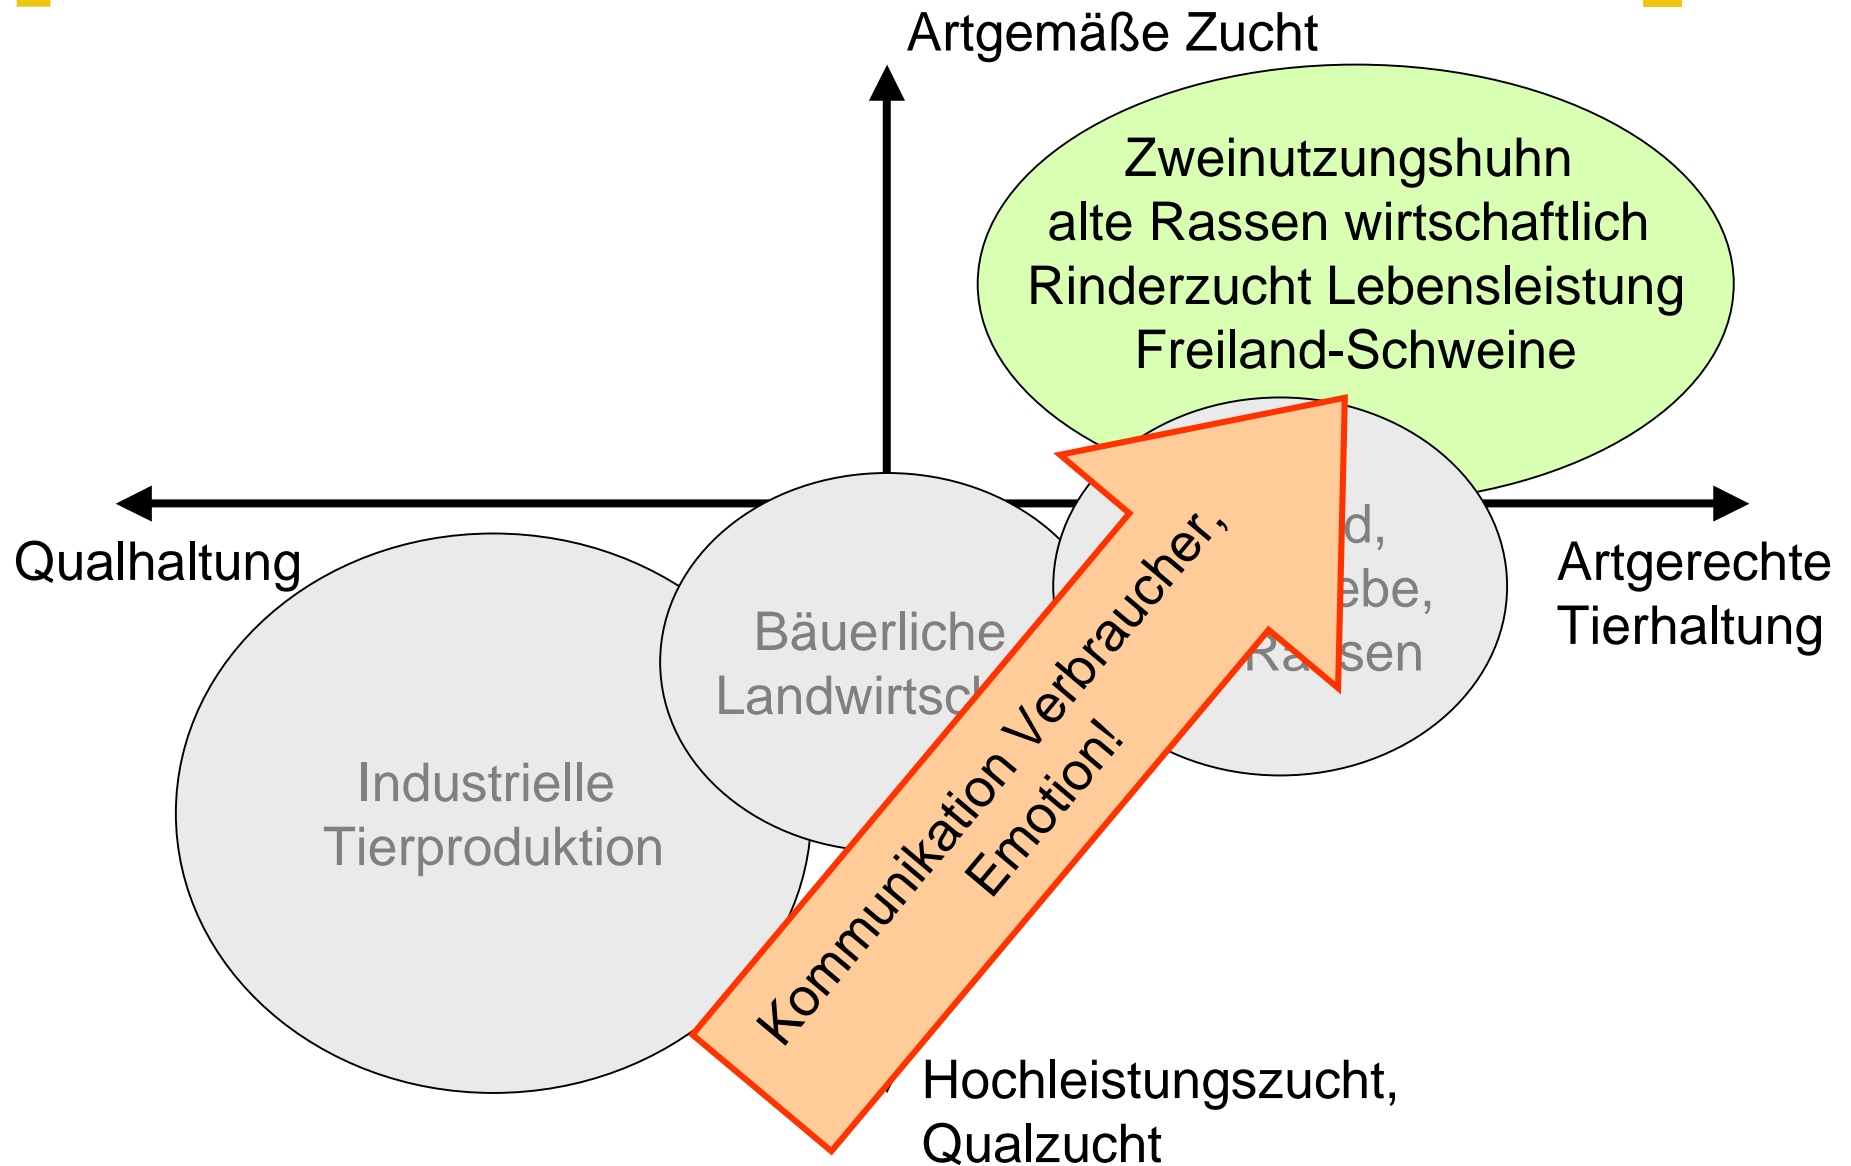 Artgemäße Zucht
Zweinutzungshuhn
alte Rassen wirtschaftlich
Rinderzucht Lebensleistung
Freiland-Schweine
Qualhaltung
Artgerechte
Tierhaltung
Bäuerliche
Industrielle
Tierproduktion
Kommunikation Verbraucher,
Emotion!
Hochleistungszucht,
Qualzucht